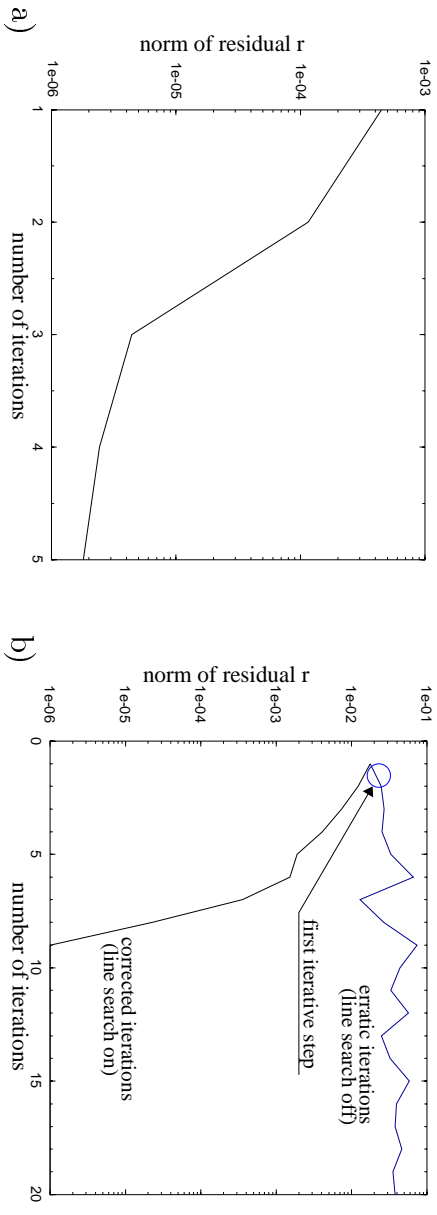 a)
norm of residual r
1e-03
1e-04
1e-05
1e-06
1
2
3
4
5
number of iterations
b)
norm of residual r
1e-01
1e-02
1e-03
1e-04
1e-05
1e-06
0
5
10
15
20
number of iterations
erratic iterations
(line search off)
first iterative step
corrected iterations
(line search on)